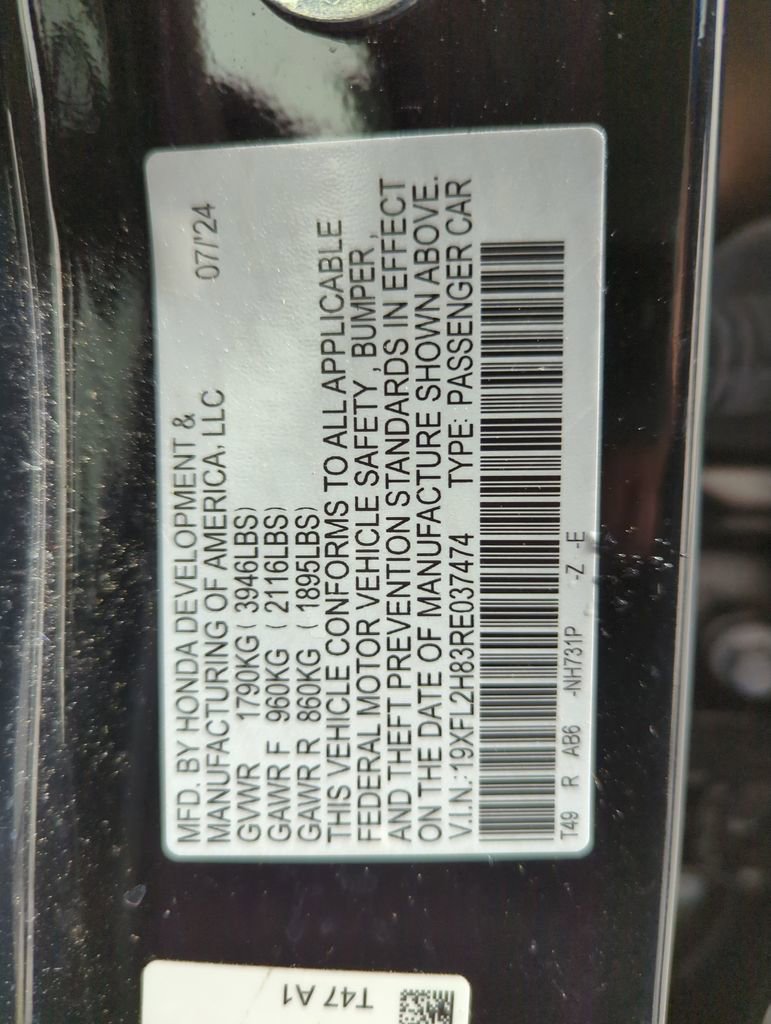 MFD. BY HONDA DEVELOPMENT &
MANUFACTURING OF AMERICA, LLC 07/'24
GVWR 1790KG ( 3946LBS)
GAWR F 960KG ( 2116LBS)
GAWR R 860KG ( 1895LBS)
THIS VEHICLE CONFORMS TO ALL APPLICABLE
FEDERAL MOTOR VEHICLE SAFETY, BUMPER,
AND THEFT PREVENTION STANDARDS IN EFFECT
ON THE DATE OF MANUFACTURE SHOWN ABOVE.
V.I.N.:19XFL2H83RE037474 TYPE: PASSENGER CAR
T49 R AB6 -NH731P -Z -E
T47 A1